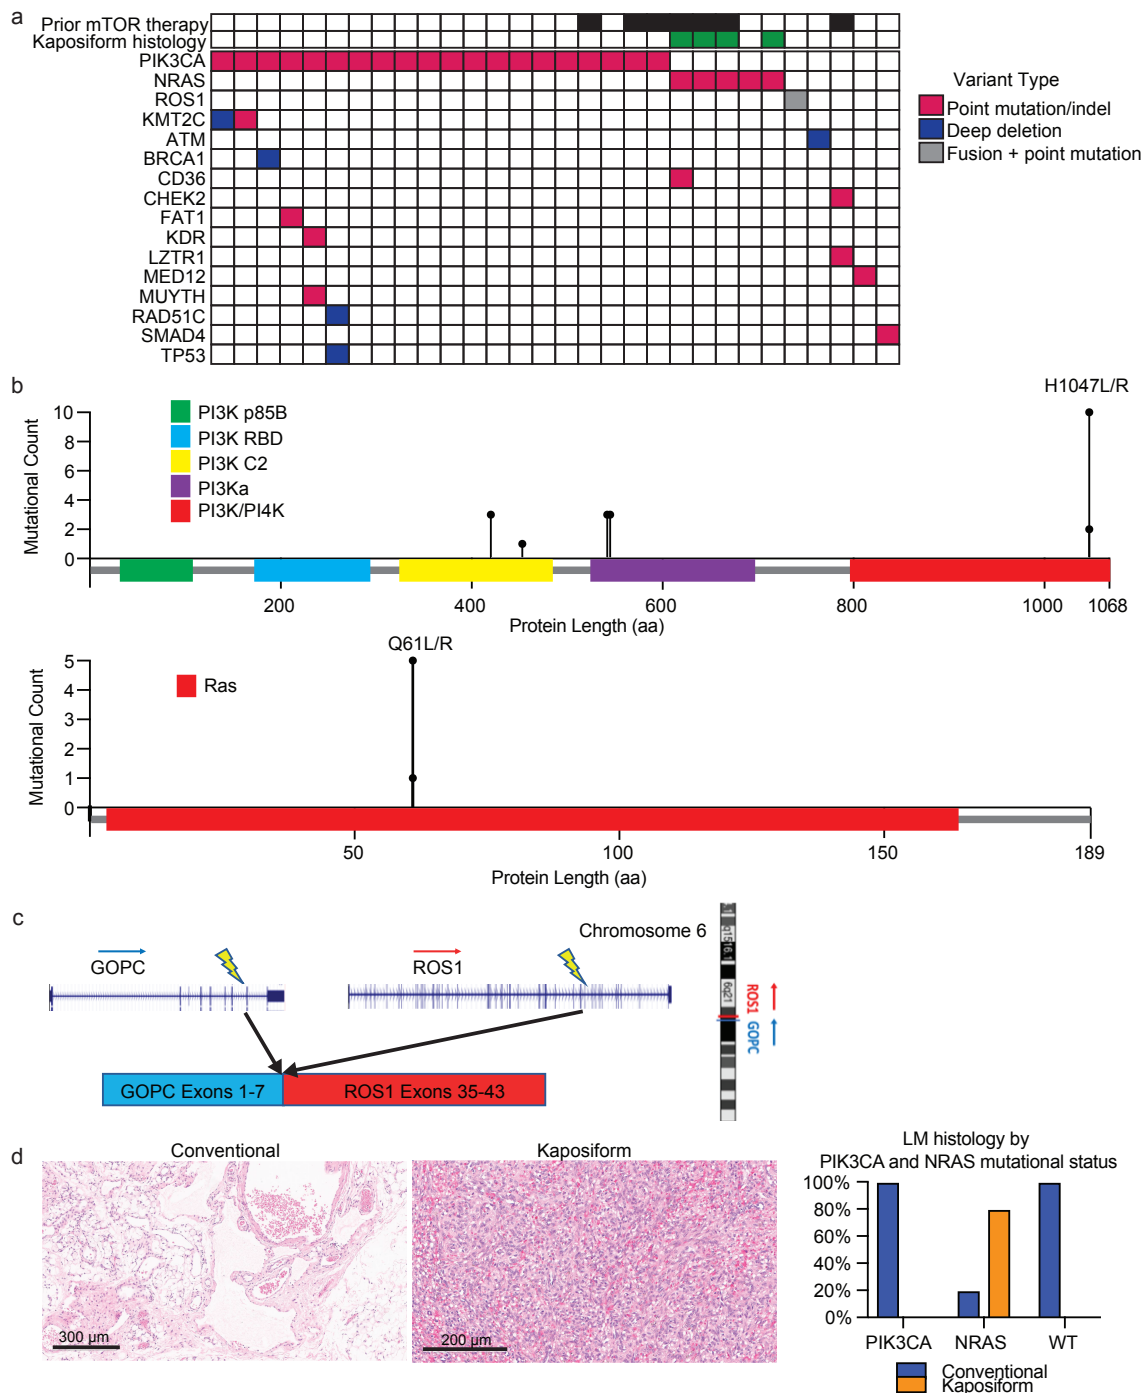 a
Prior mTOR therapy
Kaposiform histology
PIK3CA
NRAS
ROS1
KMT2C
ATM
BRCA1
CD36
CHEK2
FAT1
KDR
LZTR1
MED12
MUYTH
RAD51C
SMAD4
TP53
Variant Type
Point mutation/indel
Deep deletion
Fusion + point mutation
b
H1047L/R
Mutational Count
10
8
6
4
2
0
PI3K p85B
PI3K RBD
PI3K C2
PI3Ka
PI3K/PI4K
200 400 600 800 1000 1068
Protein Length (aa)
Q61L/R
Mutational Count
5
4
3
2
1
0
Ras
50 100 150 189
Protein Length (aa)
c
Chromosome 6
GOPC
ROS1
6q21
ROS1
GOPC
GOPC Exons 1-7
ROS1 Exons 35-43
d
Conventional
300 µm
Kaposiform
200 µm
LM histology by
PIK3CA and NRAS mutational status
100%
80%
60%
40%
20%
0%
PIK3CA NRAS WT
Conventional
Kaposiform